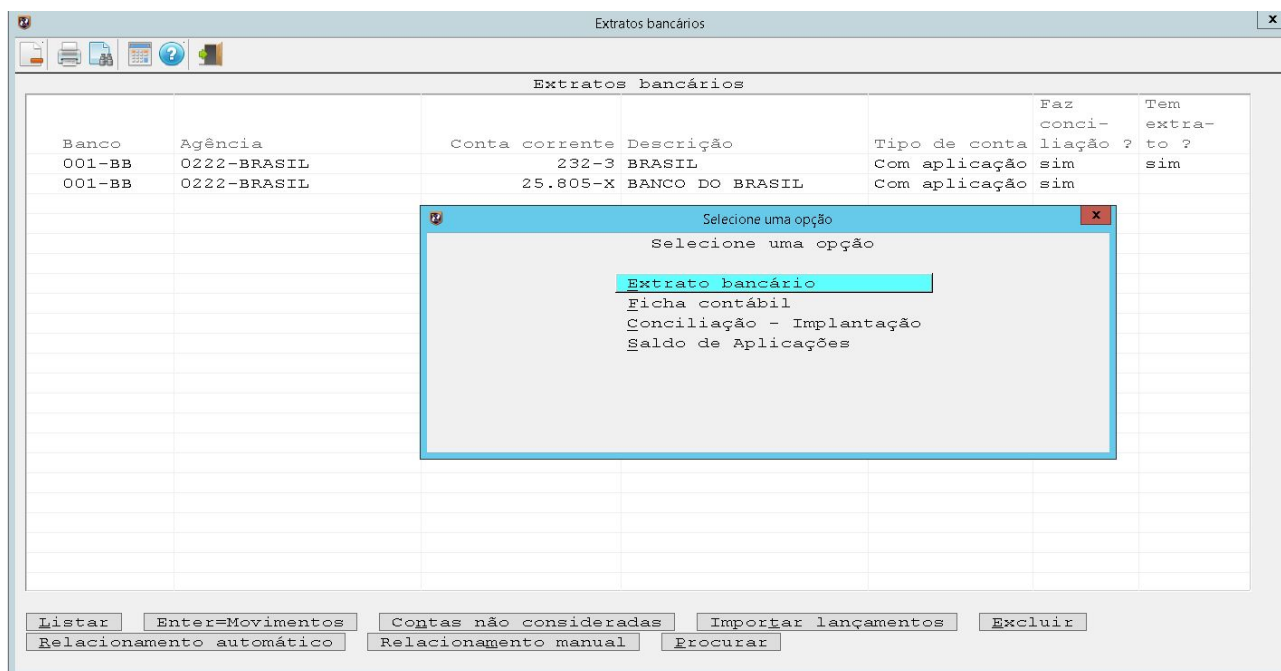 Extratos bancários
x
Extratos bancários
Faz Tem
conci- extra-
Banco Agência Conta corrente Descrição Tipo de conta liação ? to ?
001-BB 0222-BRASIL 232-3 BRASIL Com aplicação sim sim
001-BB 0222-BRASIL 25.805-X BANCO DO BRASIL Com aplicação sim
Selecione uma opção
x
Selecione uma opção
Extrato bancário
Ficha contábil
Conciliação - Implantação
Saldo de Aplicações
Listar Enter=Movimentos Contas não consideradas Importar lançamentos Excluir
Relacionamento automático Relacionamento manual Procurar